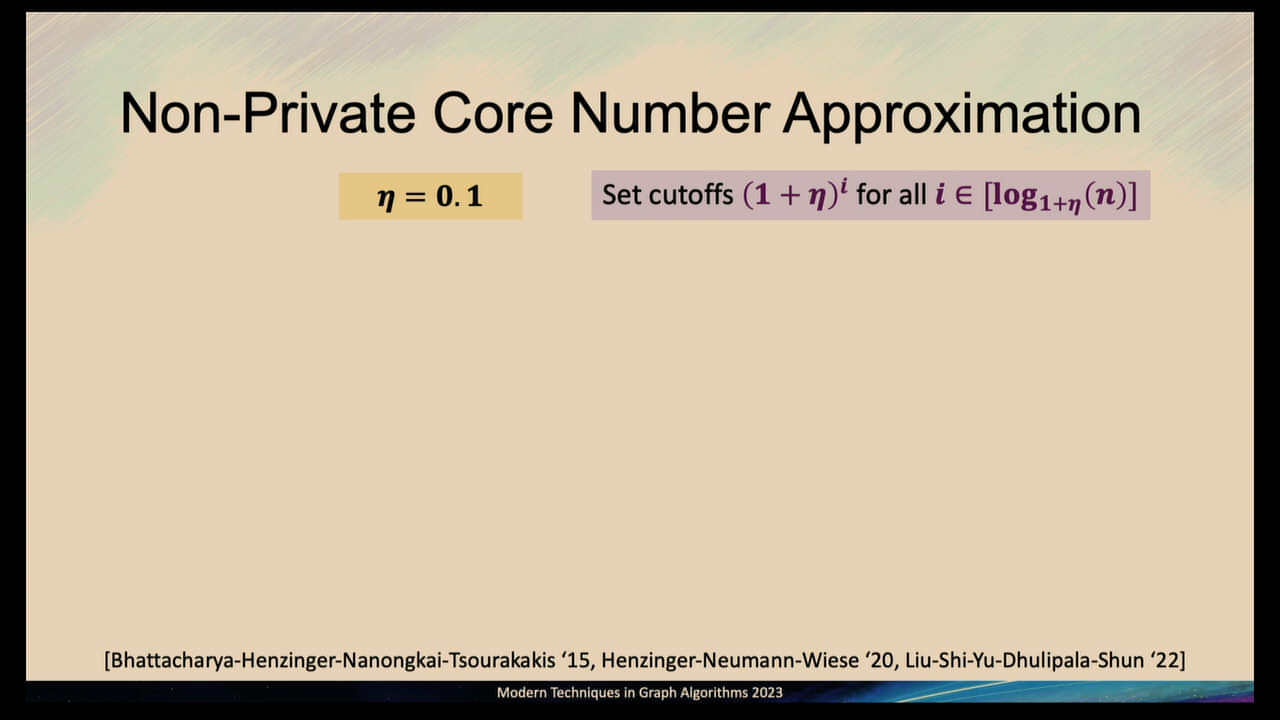 Non-Private Core Number Approximation
η = 0.1
Set cutoffs (1 + η)^i for all i ∈ [log_{1+η}(n)]
[Bhattacharya-Henzinger-Nanongkai-Tsourakakis ‘15, Henzinger-Neumann-Wiese ‘20, Liu-Shi-Yu-Dhulipala-Shun ‘22]
Modern Techniques in Graph Algorithms 2023